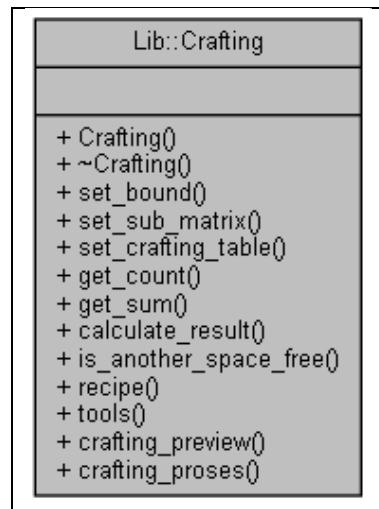 Lib::Crafting
+ Crafting()
+ ~Crafting()
+ set_bound()
+ set_sub_matrix()
+ set_crafting_table()
+ get_count()
+ get_sum()
+ calculate_result()
+ is_another_space_free()
+ recipe()
+ tools()
+ crafting_preview()
+ crafting_proses()